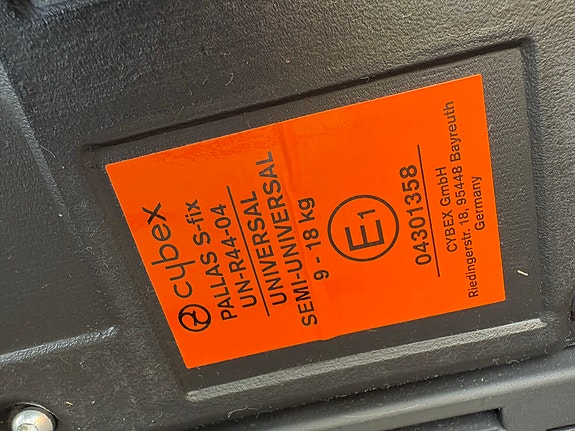 cybex
PALLAS S-fix
UN-R44-04
UNIVERSAL
UNIVERSAL
SEMI-UNIVERSAL
9 - 18 kg
E1
04301358
CYBEX GmbH
Riedingerstr. 18, 95448 Bayreuth
Germany